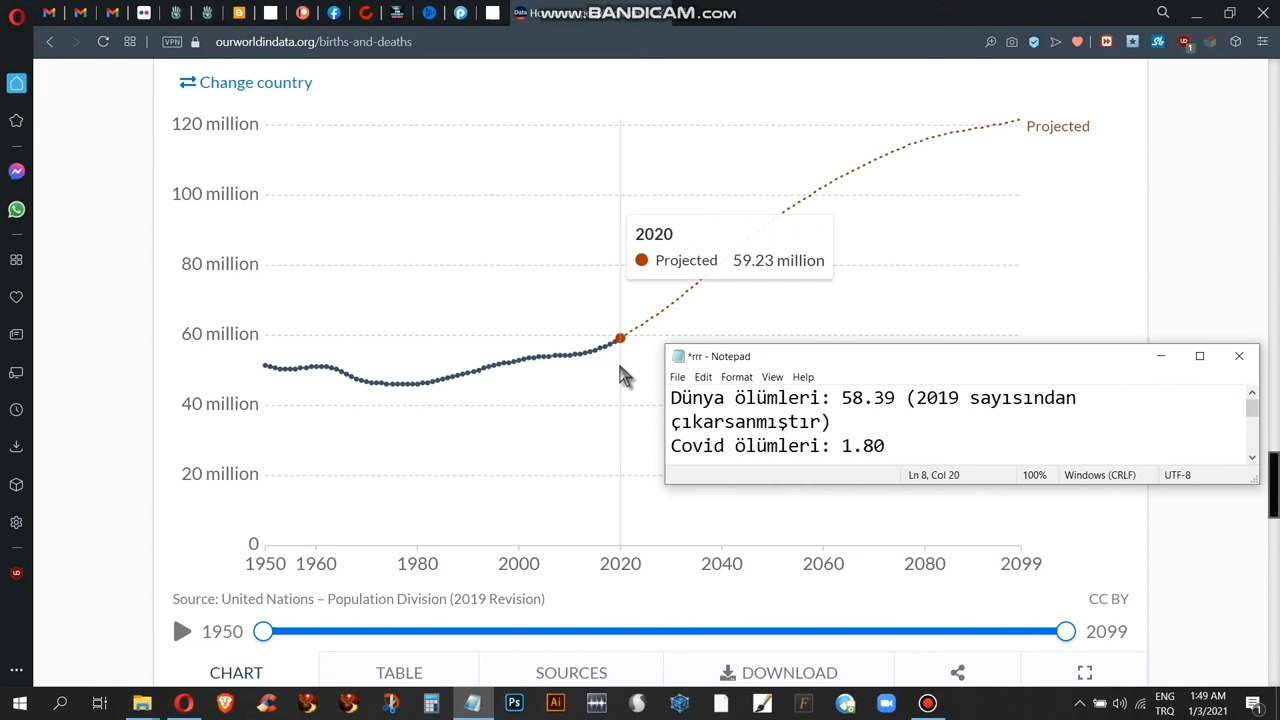 www.BANDICAM.com
VPN ourworldindata.org/births-and-deaths
Change country
120 million
100 million
80 million
60 million
40 million
20 million
0
Projected
2020
Projected 59.23 million
*rrr - Notepad
File Edit Format View Help
Dünya ölümleri: 58.39 (2019 sayısından
çıkarsanmıştır)
Covid ölümleri: 1.80
Ln 8, Col 20 100% Windows (CRLF) UTF-8
1950 1960 1980 2000 2020 2040 2060 2080 2099
Source: United Nations – Population Division (2019 Revision) CC BY
1950 2099
CHART TABLE SOURCES DOWNLOAD
ENG 1:49 AM
TRQ 1/3/2021